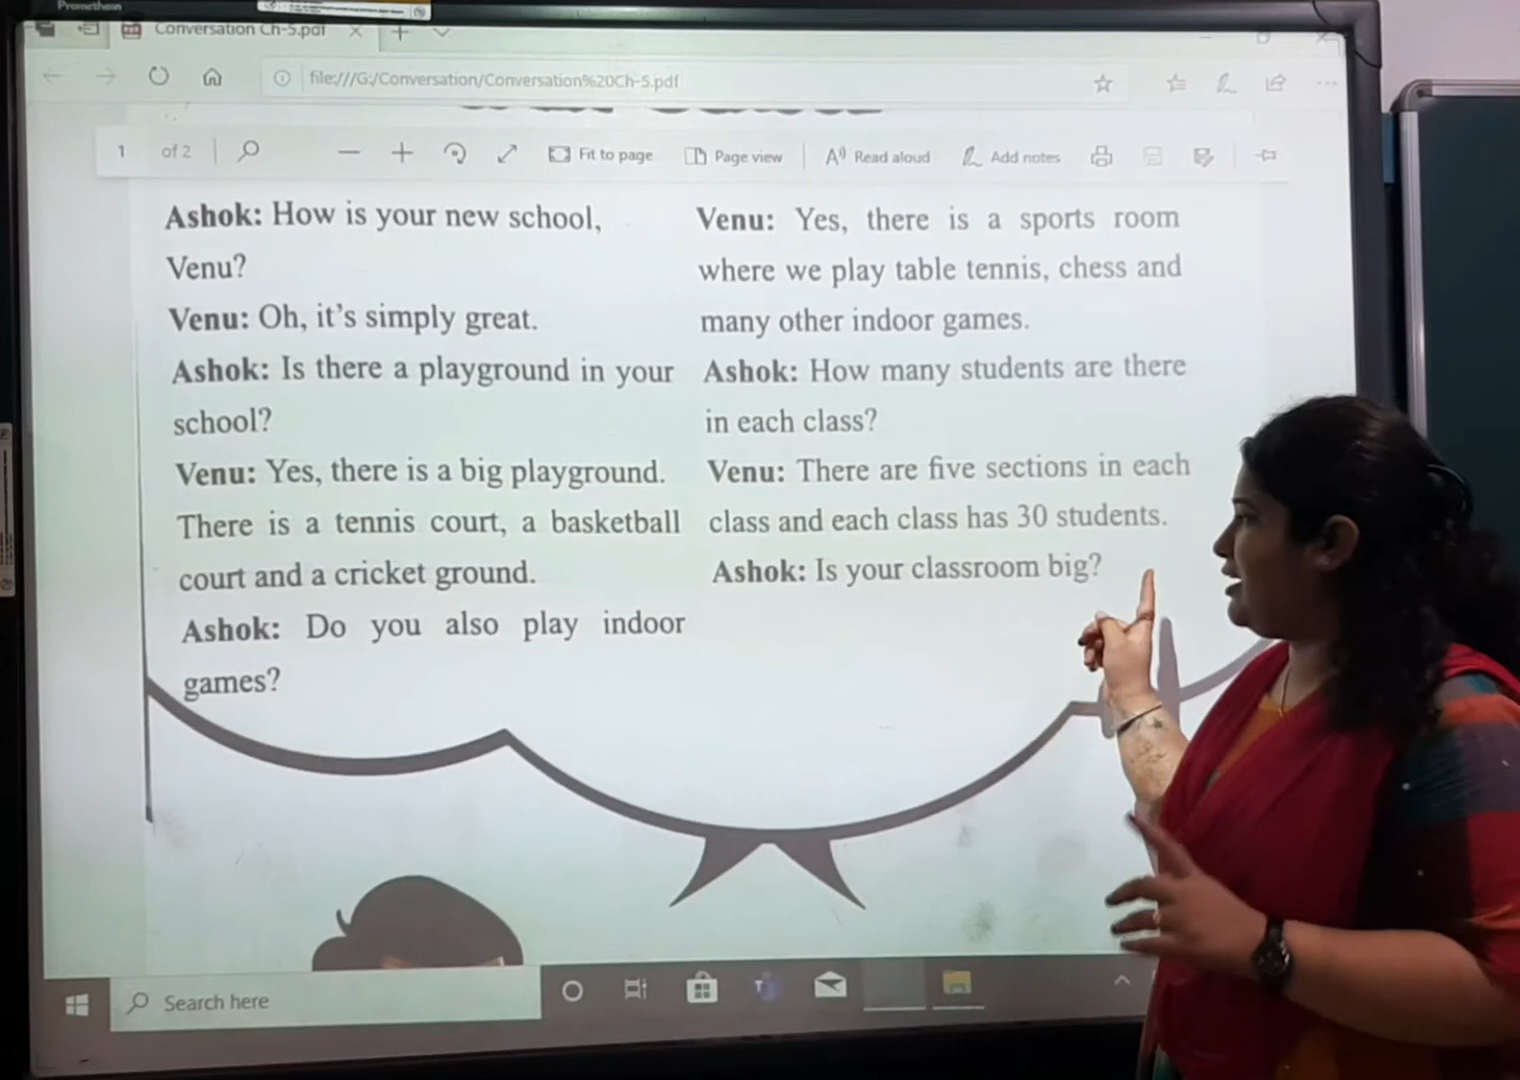 Promethean
Conversation Ch-5.pdf
file:///G:/Conversation/Conversation%20Ch-5.pdf
1 of 2 Fit to page Page view Read aloud Add notes
Ashok: How is your new school,
Venu?
Venu: Oh, it's simply great.
Ashok: Is there a playground in your
school?
Venu: Yes, there is a big playground.
There is a tennis court, a basketball
court and a cricket ground.
Ashok: Do you also play indoor
games?
Venu: Yes, there is a sports room
where we play table tennis, chess and
many other indoor games.
Ashok: How many students are there
in each class?
Venu: There are five sections in each
class and each class has 30 students.
Ashok: Is your classroom big?
Search here